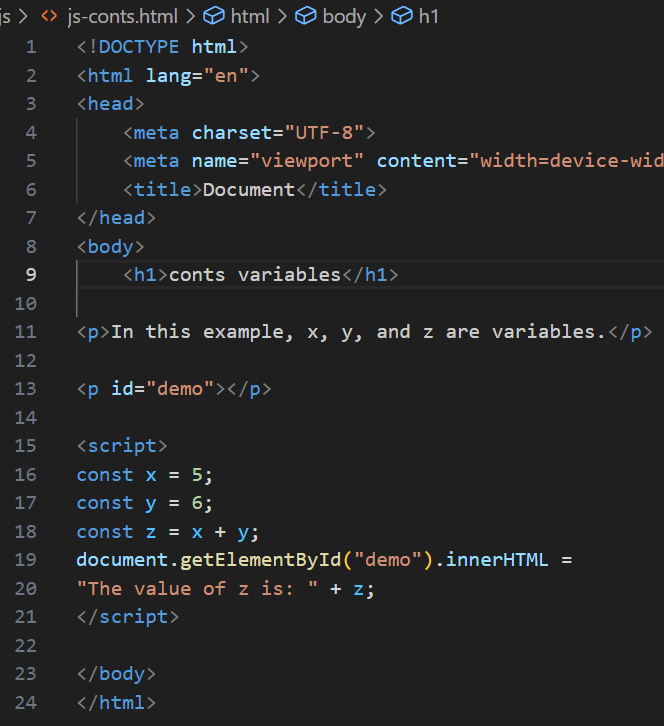 js > <> js-conts.html > html > body > h1
1 <!DOCTYPE html>
2 <html lang="en">
3 <head>
4     <meta charset="UTF-8">
5     <meta name="viewport" content="width=device-wid
6     <title>Document</title>
7 </head>
8 <body>
9     <h1>conts variables</h1>
10
11 <p>In this example, x, y, and z are variables.</p>
12
13 <p id="demo"></p>
14
15 <script>
16 const x = 5;
17 const y = 6;
18 const z = x + y;
19 document.getElementById("demo").innerHTML =
20 "The value of z is: " + z;
21 </script>
22
23 </body>
24 </html>